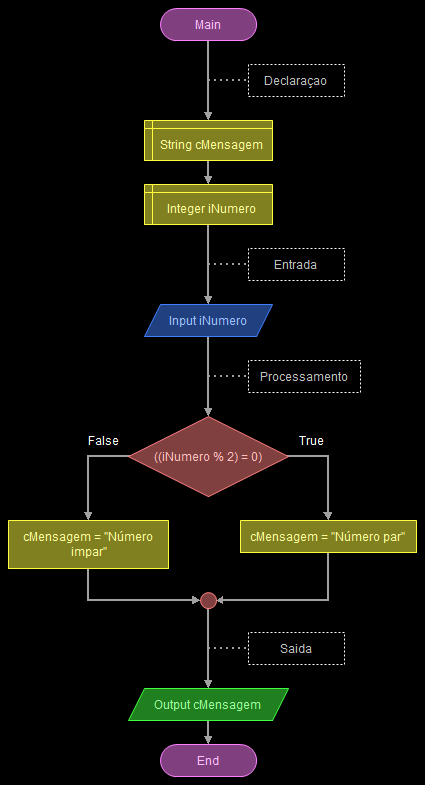 Main
Declaraçao
String cMensagem
Integer iNumero
Entrada
Input iNumero
Processamento
False
True
((iNumero % 2) = 0)
cMensagem = "Número
impar"
cMensagem = "Número par"
Saida
Output cMensagem
End